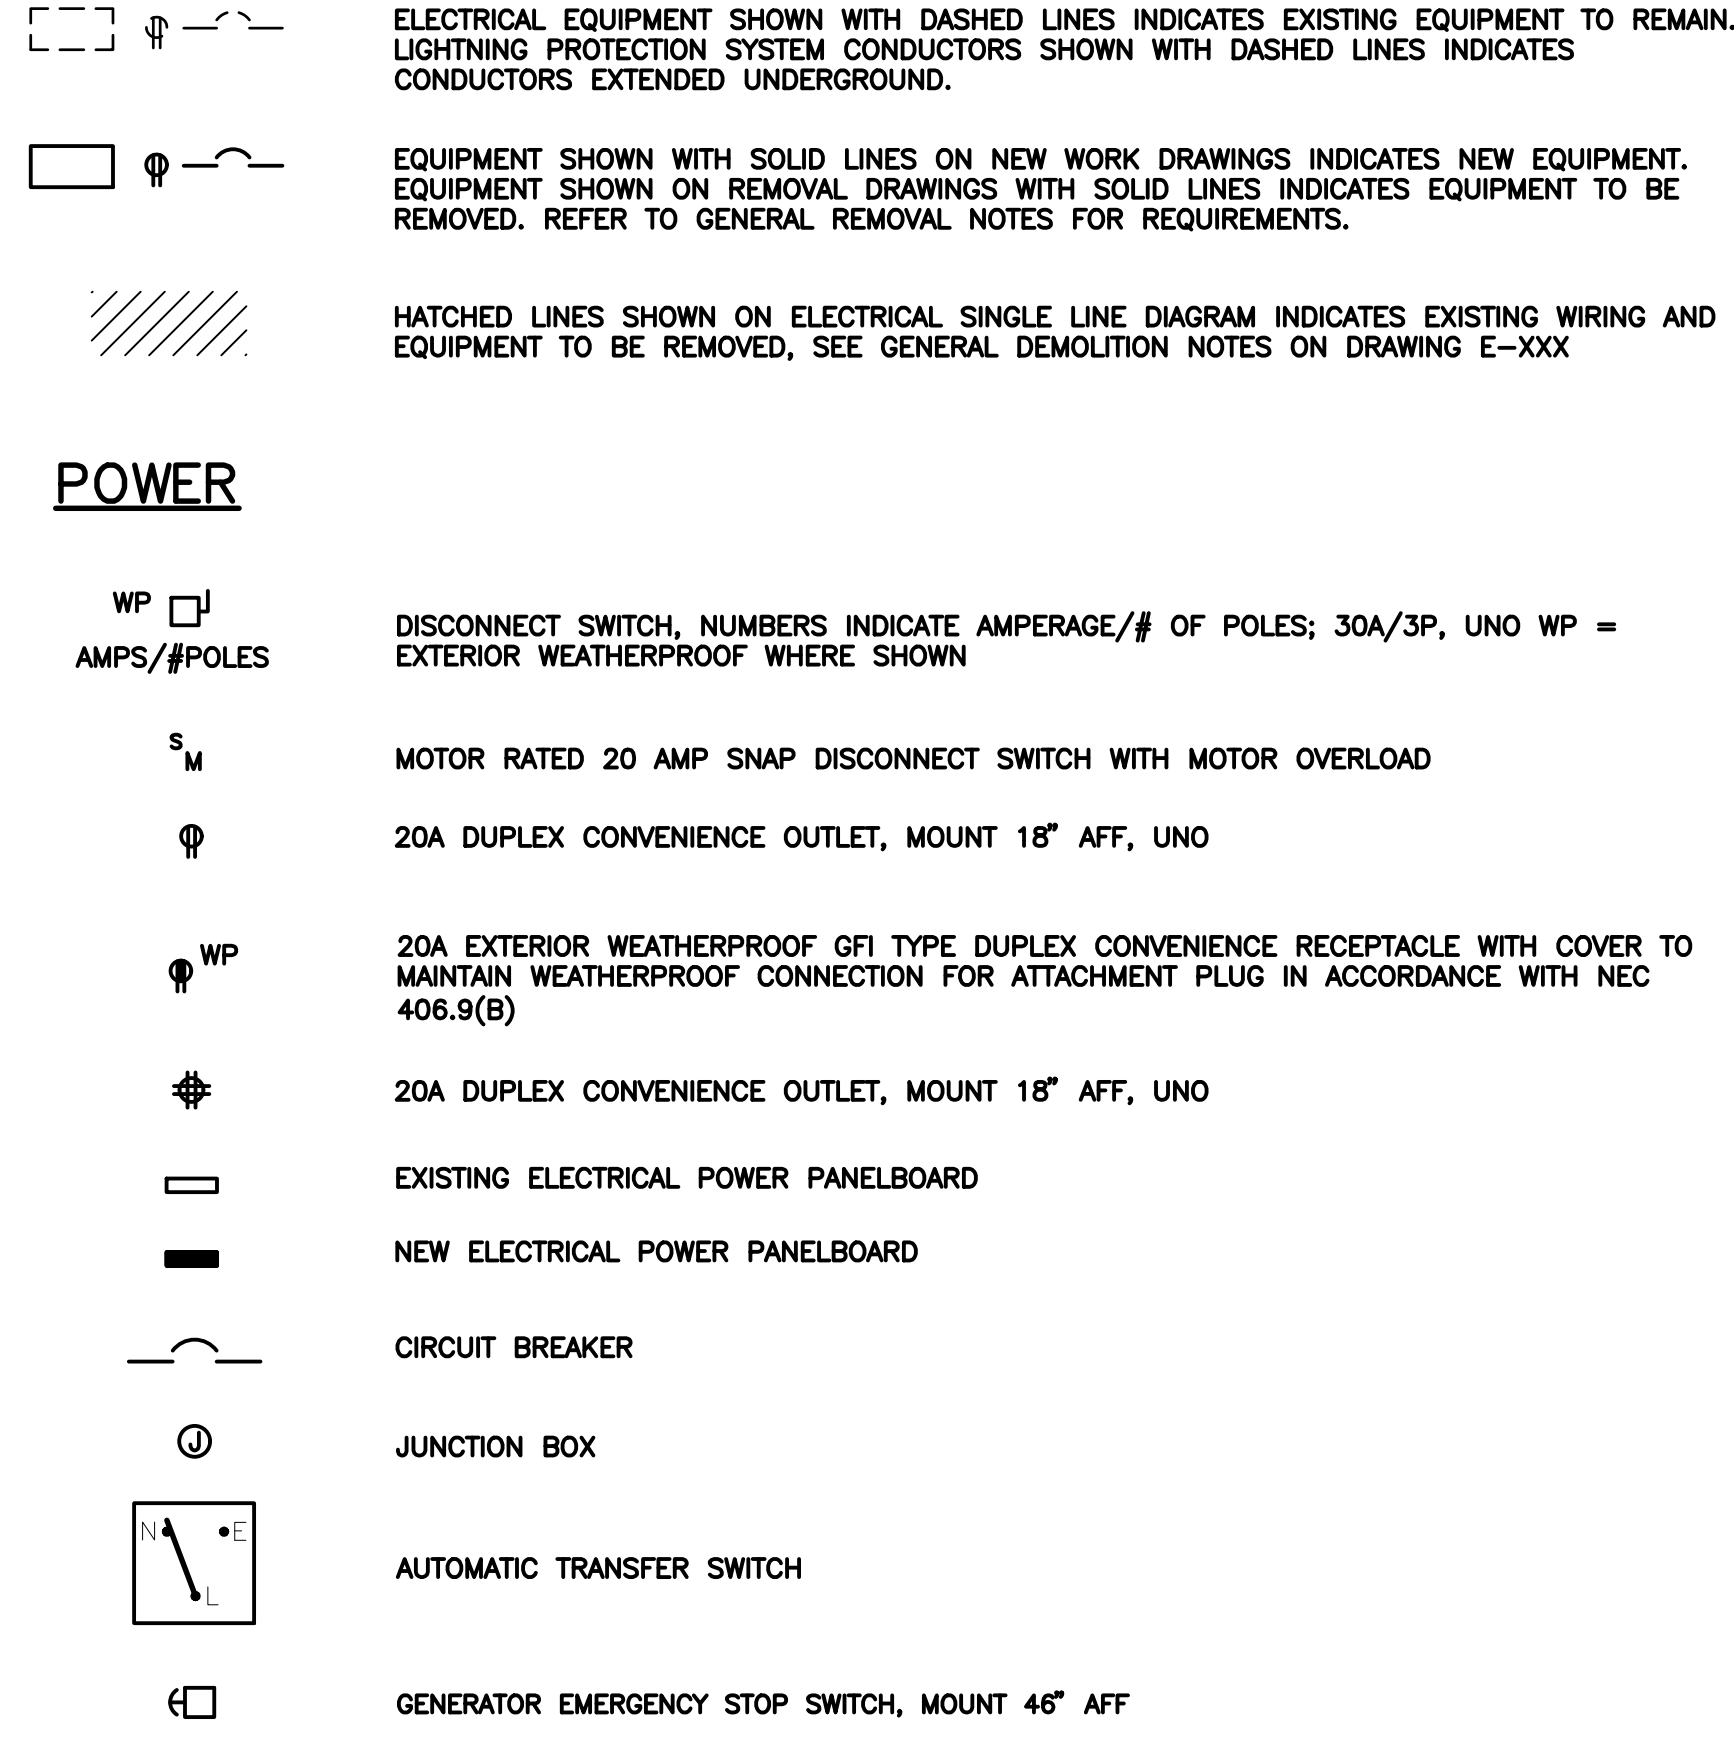 ELECTRICAL EQUIPMENT SHOWN WITH DASHED LINES INDICATES EXISTING EQUIPMENT TO REMAIN.
LIGHTNING PROTECTION SYSTEM CONDUCTORS SHOWN WITH DASHED LINES INDICATES
CONDUCTORS EXTENDED UNDERGROUND.
EQUIPMENT SHOWN WITH SOLID LINES ON NEW WORK DRAWINGS INDICATES NEW EQUIPMENT.
EQUIPMENT SHOWN ON REMOVAL DRAWINGS WITH SOLID LINES INDICATES EQUIPMENT TO BE
REMOVED. REFER TO GENERAL REMOVAL NOTES FOR REQUIREMENTS.
HATCHED LINES SHOWN ON ELECTRICAL SINGLE LINE DIAGRAM INDICATES EXISTING WIRING AND
EQUIPMENT TO BE REMOVED, SEE GENERAL DEMOLITION NOTES ON DRAWING E-XXX
POWER
WP
AMPS/#POLES
DISCONNECT SWITCH, NUMBERS INDICATE AMPERAGE/# OF POLES; 30A/3P, UNO WP =
EXTERIOR WEATHERPROOF WHERE SHOWN
S
M
MOTOR RATED 20 AMP SNAP DISCONNECT SWITCH WITH MOTOR OVERLOAD
20A DUPLEX CONVENIENCE OUTLET, MOUNT 18" AFF, UNO
WP
20A EXTERIOR WEATHERPROOF GFI TYPE DUPLEX CONVENIENCE RECEPTACLE WITH COVER TO
MAINTAIN WEATHERPROOF CONNECTION FOR ATTACHMENT PLUG IN ACCORDANCE WITH NEC
406.9(B)
20A DUPLEX CONVENIENCE OUTLET, MOUNT 18" AFF, UNO
EXISTING ELECTRICAL POWER PANELBOARD
NEW ELECTRICAL POWER PANELBOARD
CIRCUIT BREAKER
J
JUNCTION BOX
N E
L
AUTOMATIC TRANSFER SWITCH
GENERATOR EMERGENCY STOP SWITCH, MOUNT 46" AFF